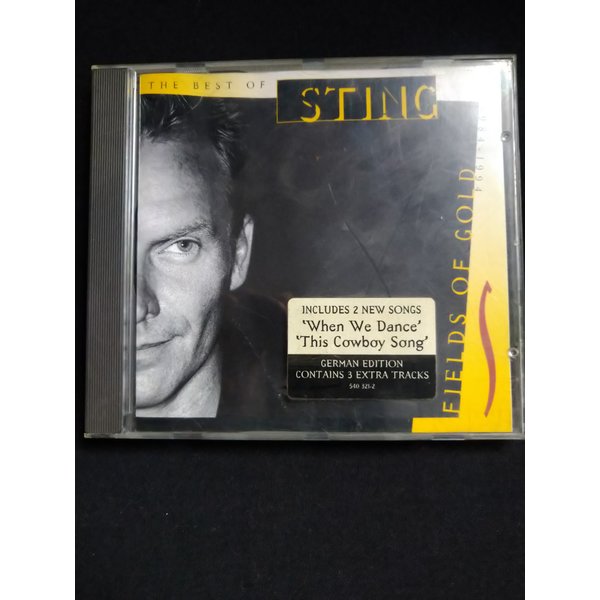 THE BEST OF
STING
FIELDS OF GOLD
1984-1994
INCLUDES 2 NEW SONGS
'When We Dance'
'This Cowboy Song'
GERMAN EDITION
CONTAINS 3 EXTRA TRACKS
540 321-2